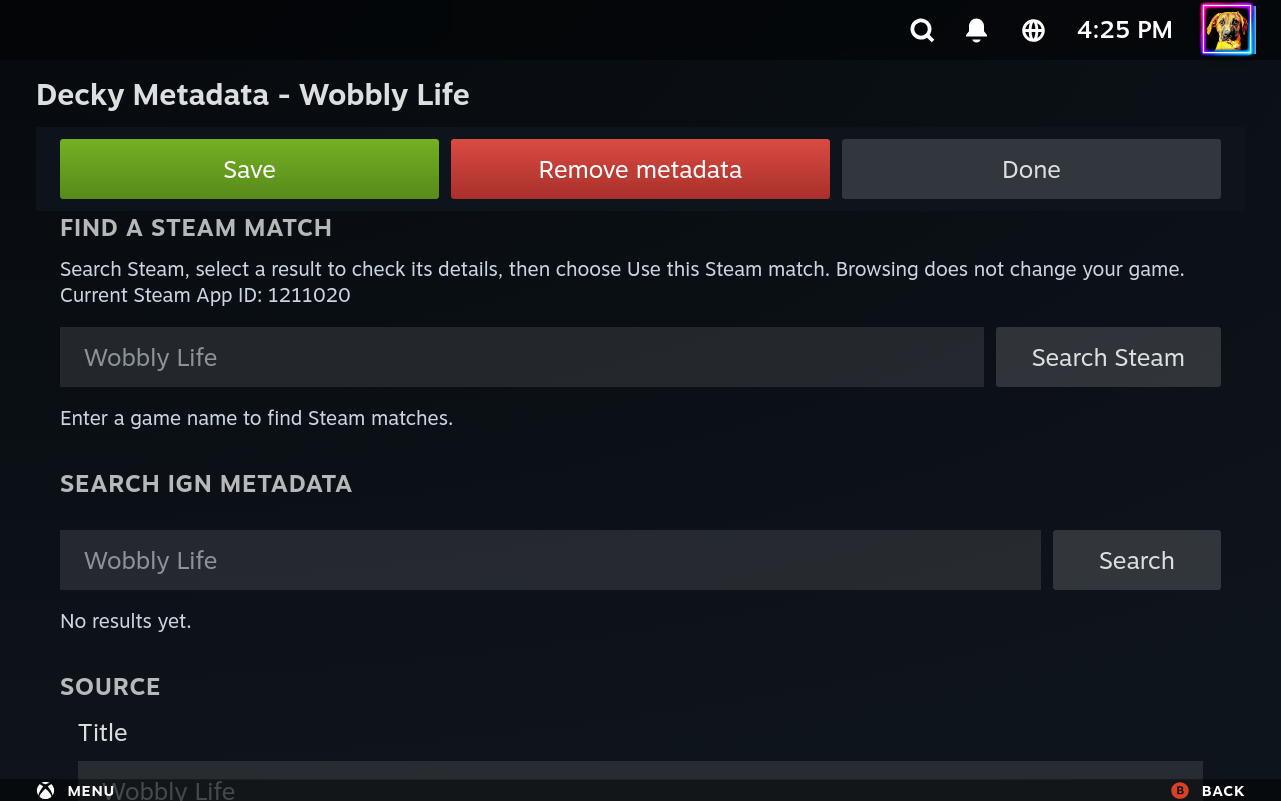 4:25 PM
Decky Metadata - Wobbly Life
Save
Remove metadata
Done
FIND A STEAM MATCH
Search Steam, select a result to check its details, then choose Use this Steam match. Browsing does not change your game.
Current Steam App ID: 1211020
Wobbly Life
Search Steam
Enter a game name to find Steam matches.
SEARCH IGN METADATA
Wobbly Life
Search
No results yet.
SOURCE
Title
Wobbly Life
MENU
B BACK